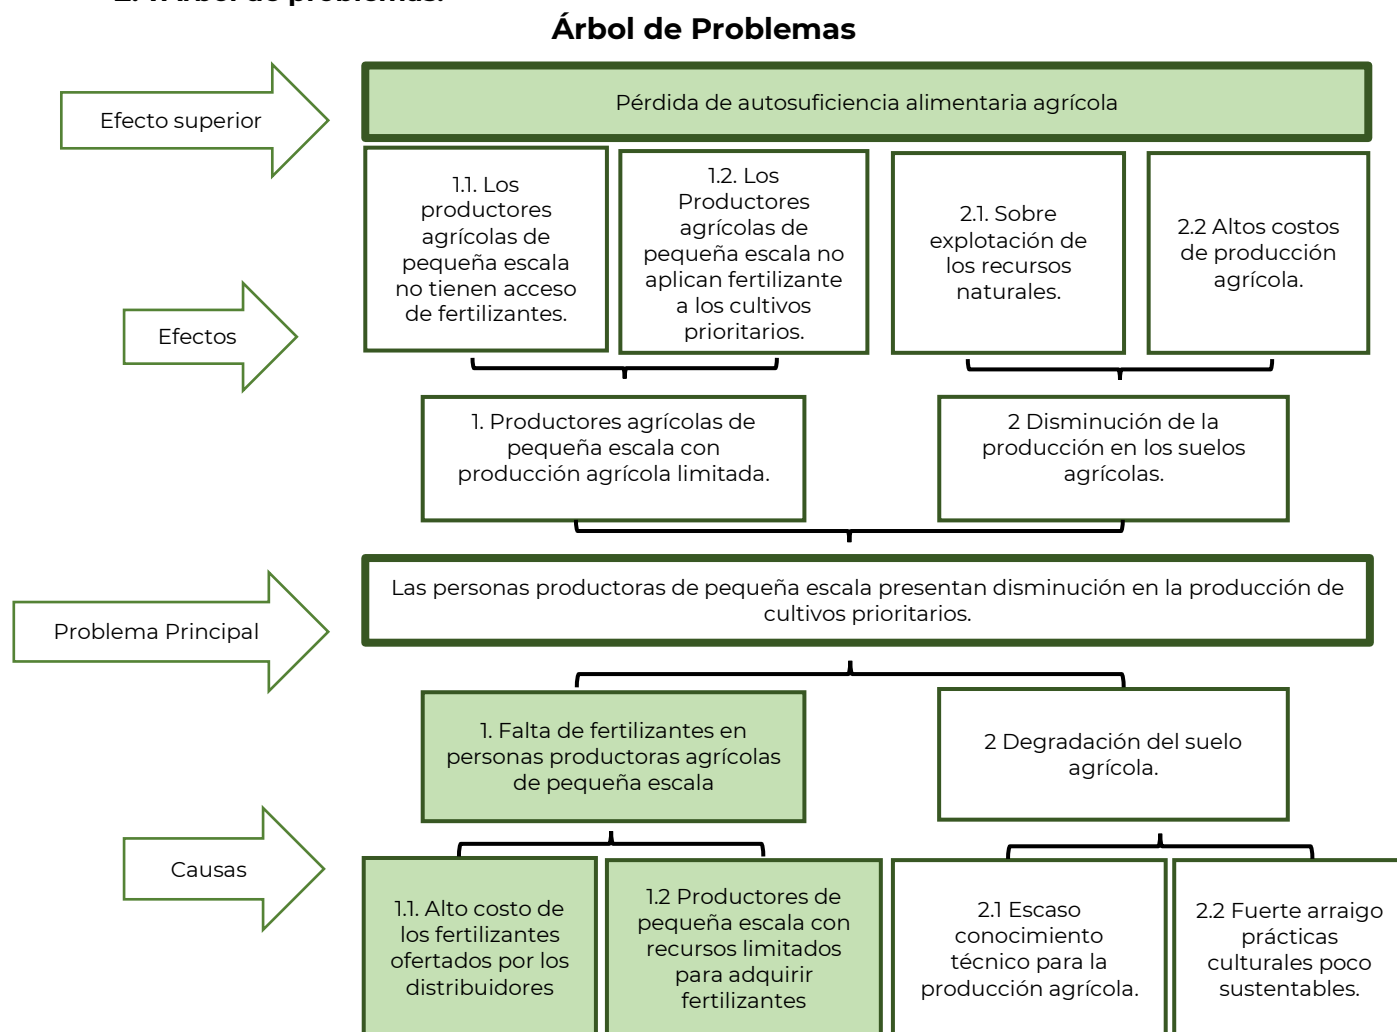 Árbol de Problemas
Efecto superior
Pérdida de autosuficiencia alimentaria agrícola
Efectos
1.1. Los
productores
agrícolas de
pequeña escala
no tienen acceso
de fertilizantes.
1.2. Los
Productores
agrícolas de
pequeña escala no
aplican fertilizante
a los cultivos
prioritarios.
2.1. Sobre
explotación de
los recursos
naturales.
2.2 Altos costos
de producción
agrícola.
1. Productores agrícolas de
pequeña escala con
producción agrícola limitada.
2 Disminución de la
producción en los suelos
agrícolas.
Problema Principal
Las personas productoras de pequeña escala presentan disminución en la producción de
cultivos prioritarios.
1. Falta de fertilizantes en
personas productoras agrícolas
de pequeña escala
2 Degradación del suelo
agrícola.
Causas
1.1. Alto costo de
los fertilizantes
ofertados por los
distribuidores
1.2 Productores de
pequeña escala con
recursos limitados
para adquirir
fertilizantes
2.1 Escaso
conocimiento
técnico para la
producción agrícola.
2.2 Fuerte arraigo
prácticas
culturales poco
sustentables.